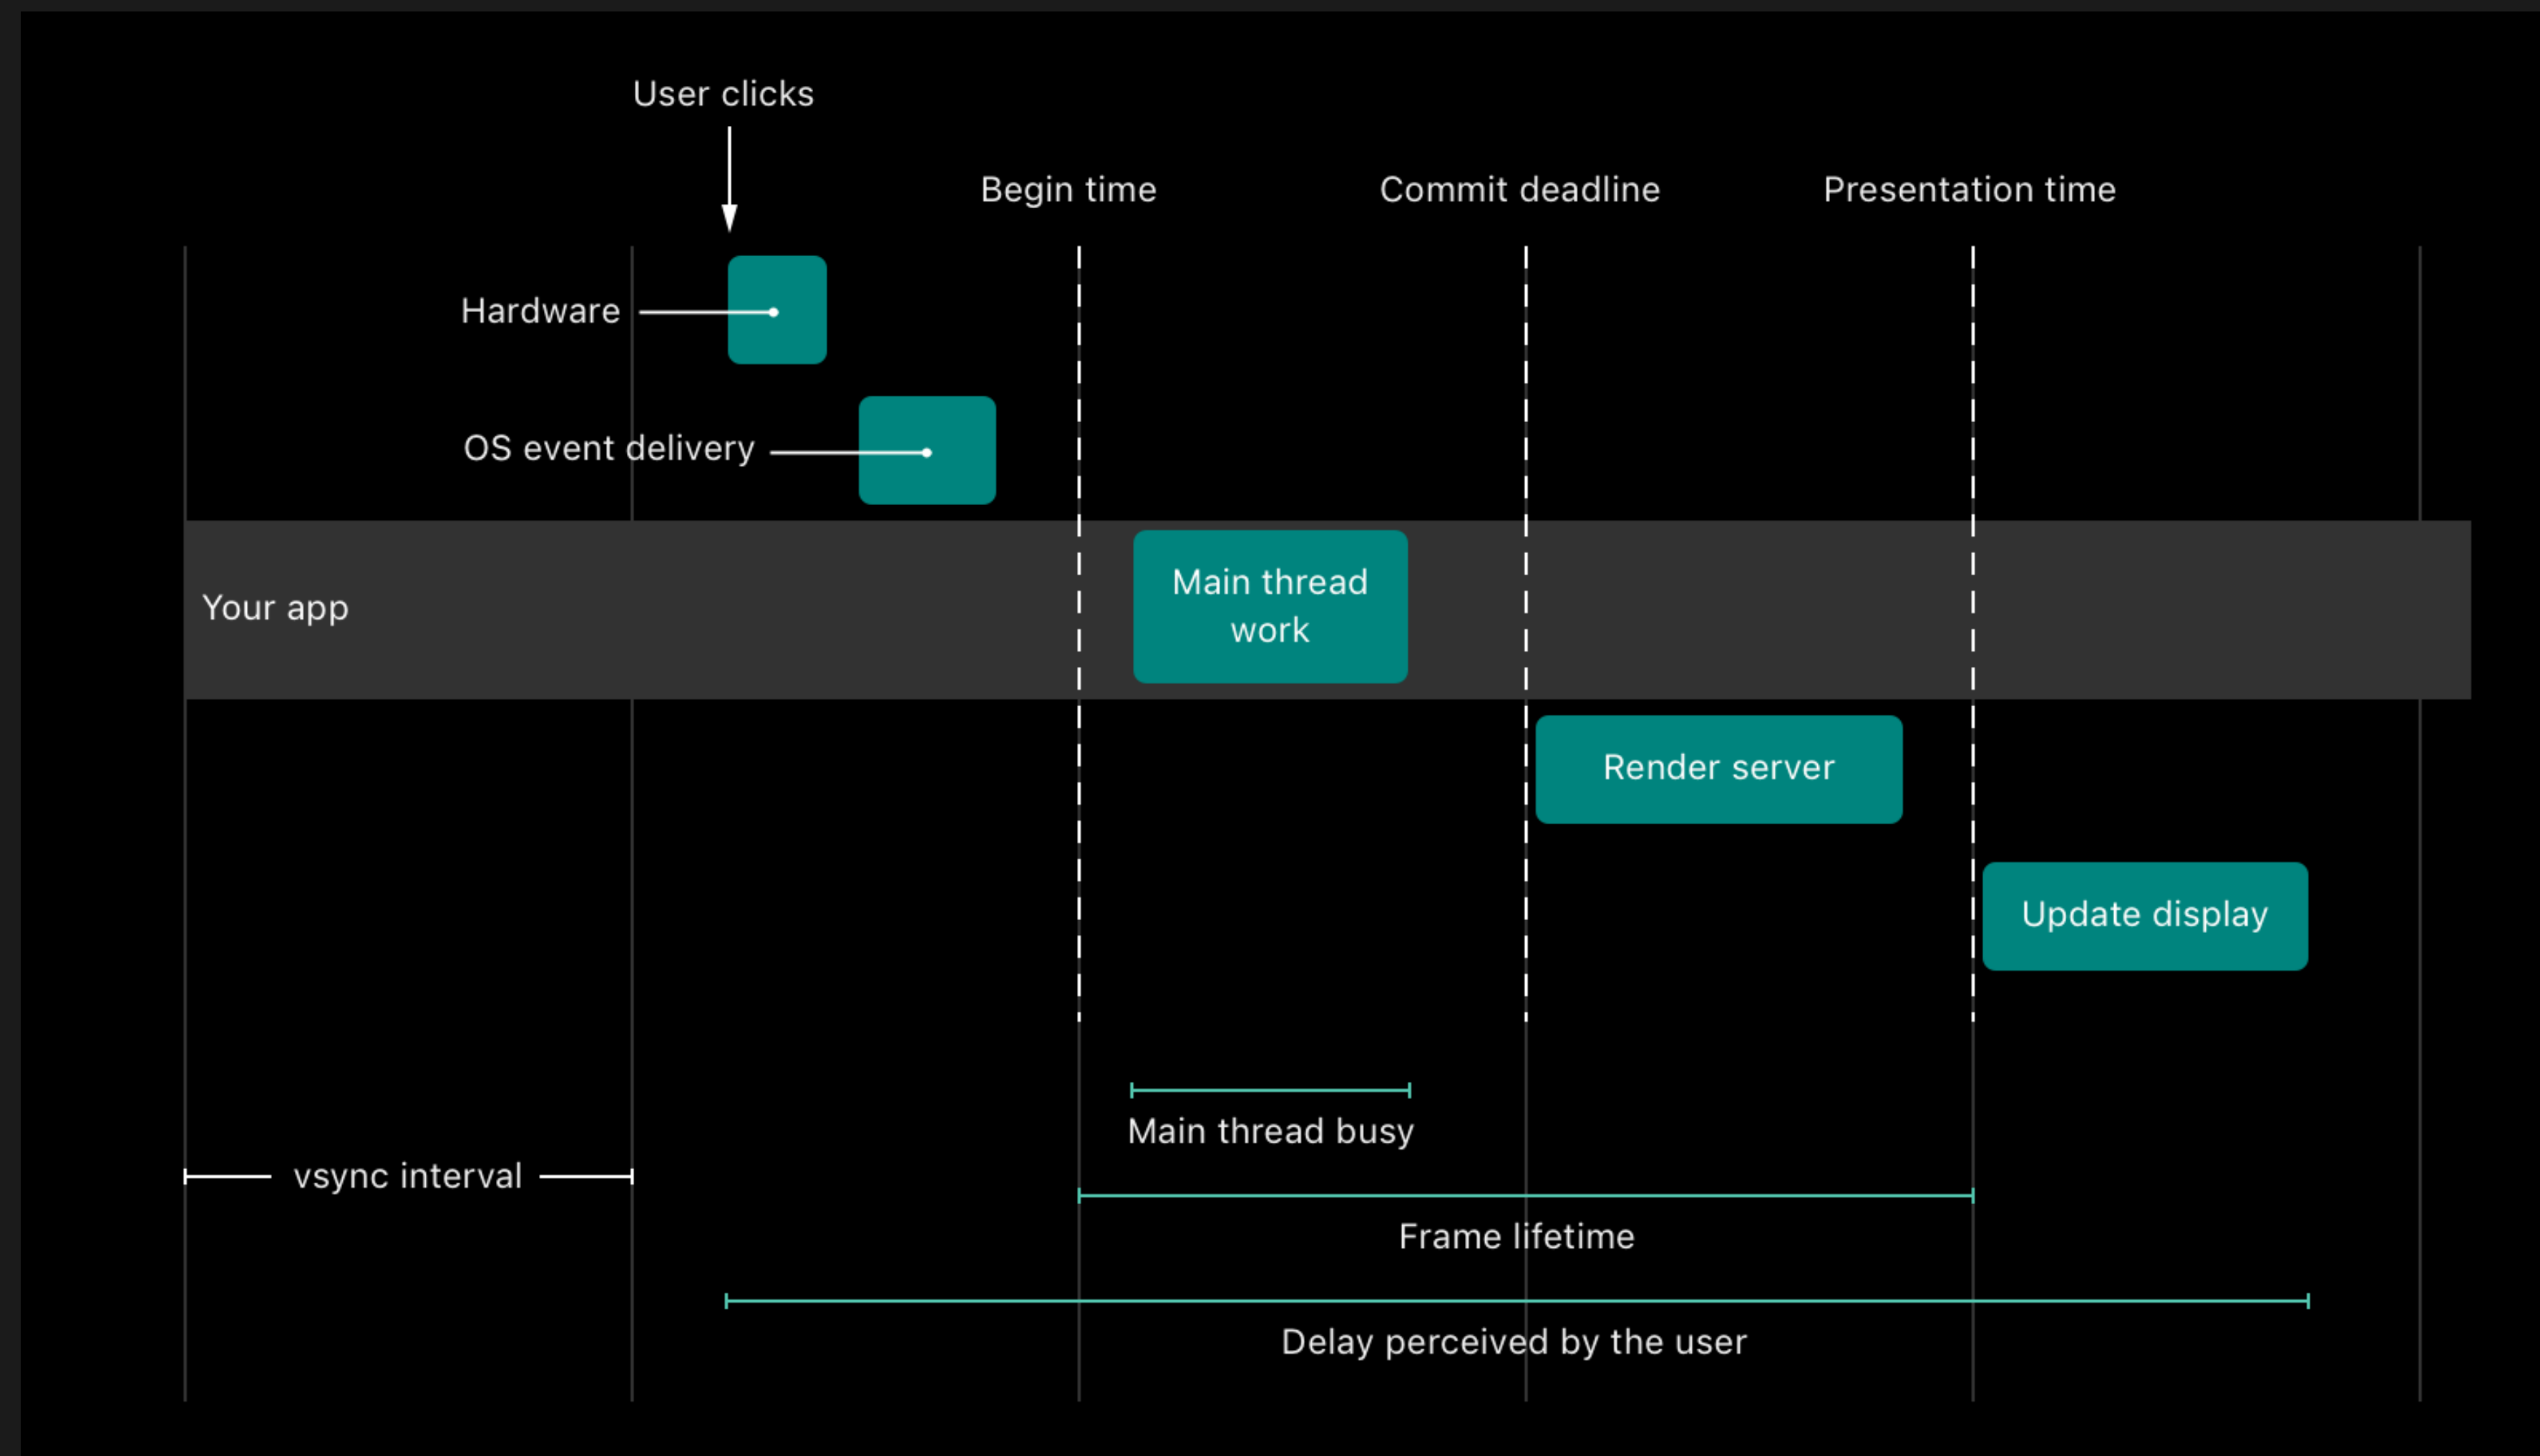 User clicks
Begin time
Commit deadline
Presentation time
Hardware
OS event delivery
Your app
Main thread
work
Render server
Update display
Main thread busy
vsync interval
Frame lifetime
Delay perceived by the user